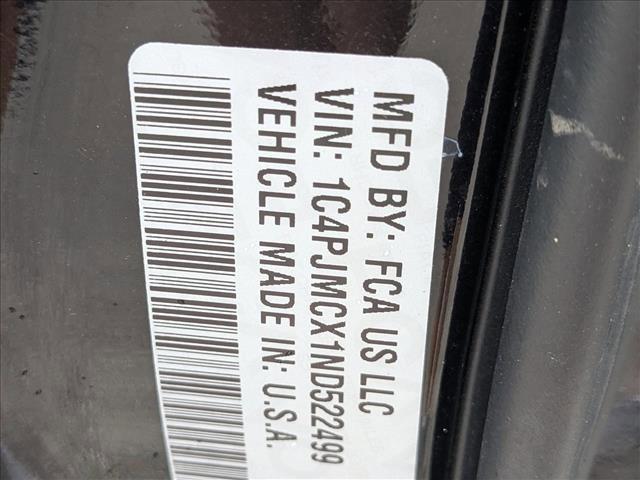 MFD BY: FCA US LLC
VIN: 1C4PJMCX1ND522499
VEHICLE MADE IN: U.S.A.